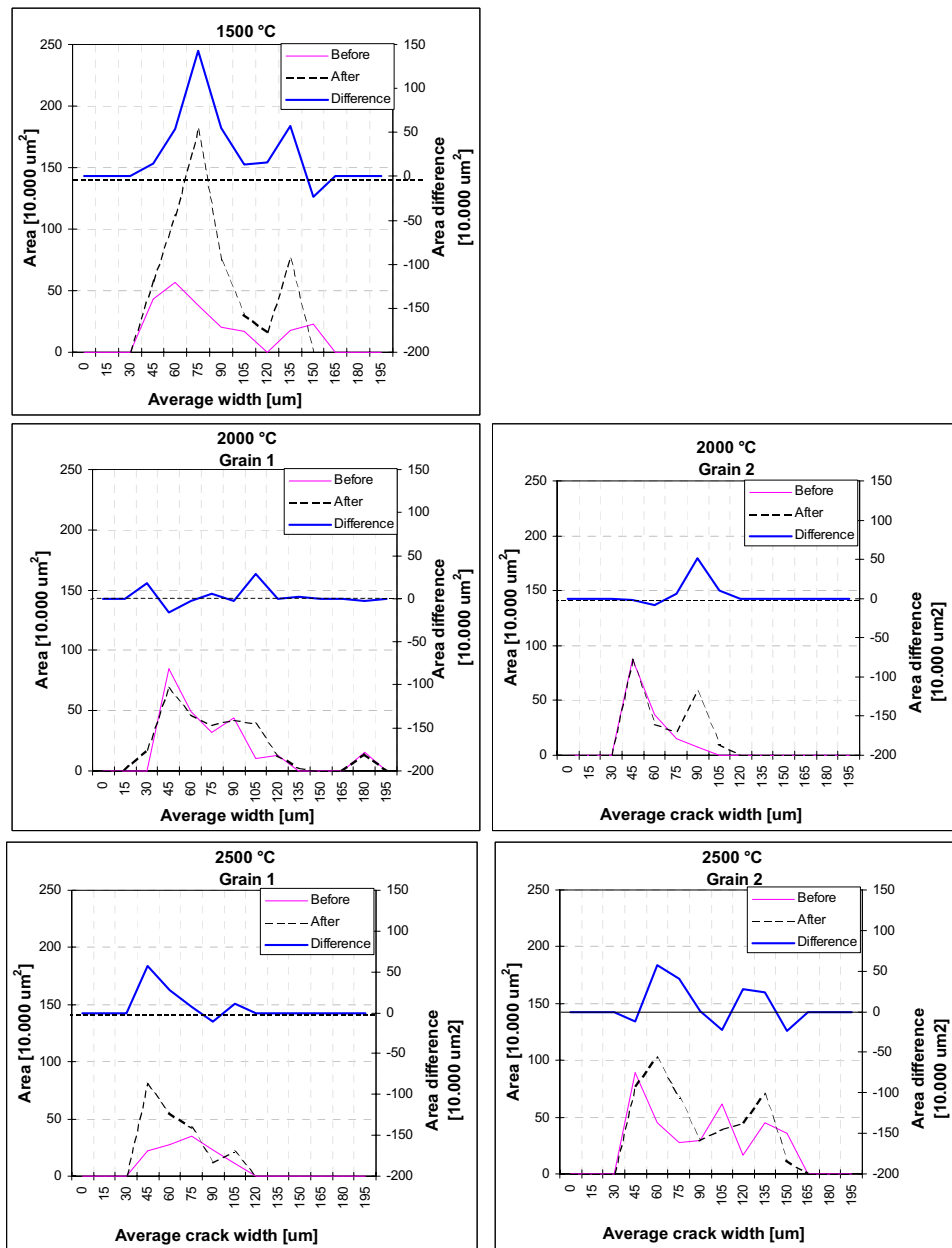 1500 °C
Before
After
Difference
250
200
150
100
50
0
150
100
50
0
-50
-100
-150
-200
Area [10.000 um²]
Area difference
[10.000 um²]
0 15 30 45 60 75 90 105 120 135 150 165 180 195
Average width [um]
2000 °C
Grain 1
Before
After
Difference
250
200
150
100
50
0
150
100
50
0
-50
-100
-150
-200
Area [10.000 um²]
Area difference
[10.000 um²]
0 15 30 45 60 75 90 105 120 135 150 165 180 195
Average width [um]
2000 °C
Grain 2
Before
After
Difference
250
200
150
100
50
0
150
100
50
0
-50
-100
-150
-200
Area [10.000 um²]
Area difference
[10.000 um2]
0 15 30 45 60 75 90 105 120 135 150 165 180 195
Average crack width [um]
2500 °C
Grain 1
Before
After
Difference
250
200
150
100
50
0
150
100
50
0
-50
-100
-150
-200
Area [10.000 um²]
Area difference
[10.000 um2]
0 15 30 45 60 75 90 105 120 135 150 165 180 195
Average crack width [um]
2500 °C
Grain 2
Before
After
Difference
250
200
150
100
50
0
150
100
50
0
-50
-100
-150
-200
Area [10.000 um²]
Area difference
[10.000 um2]
0 15 30 45 60 75 90 105 120 135 150 165 180 195
Average crack width [um]